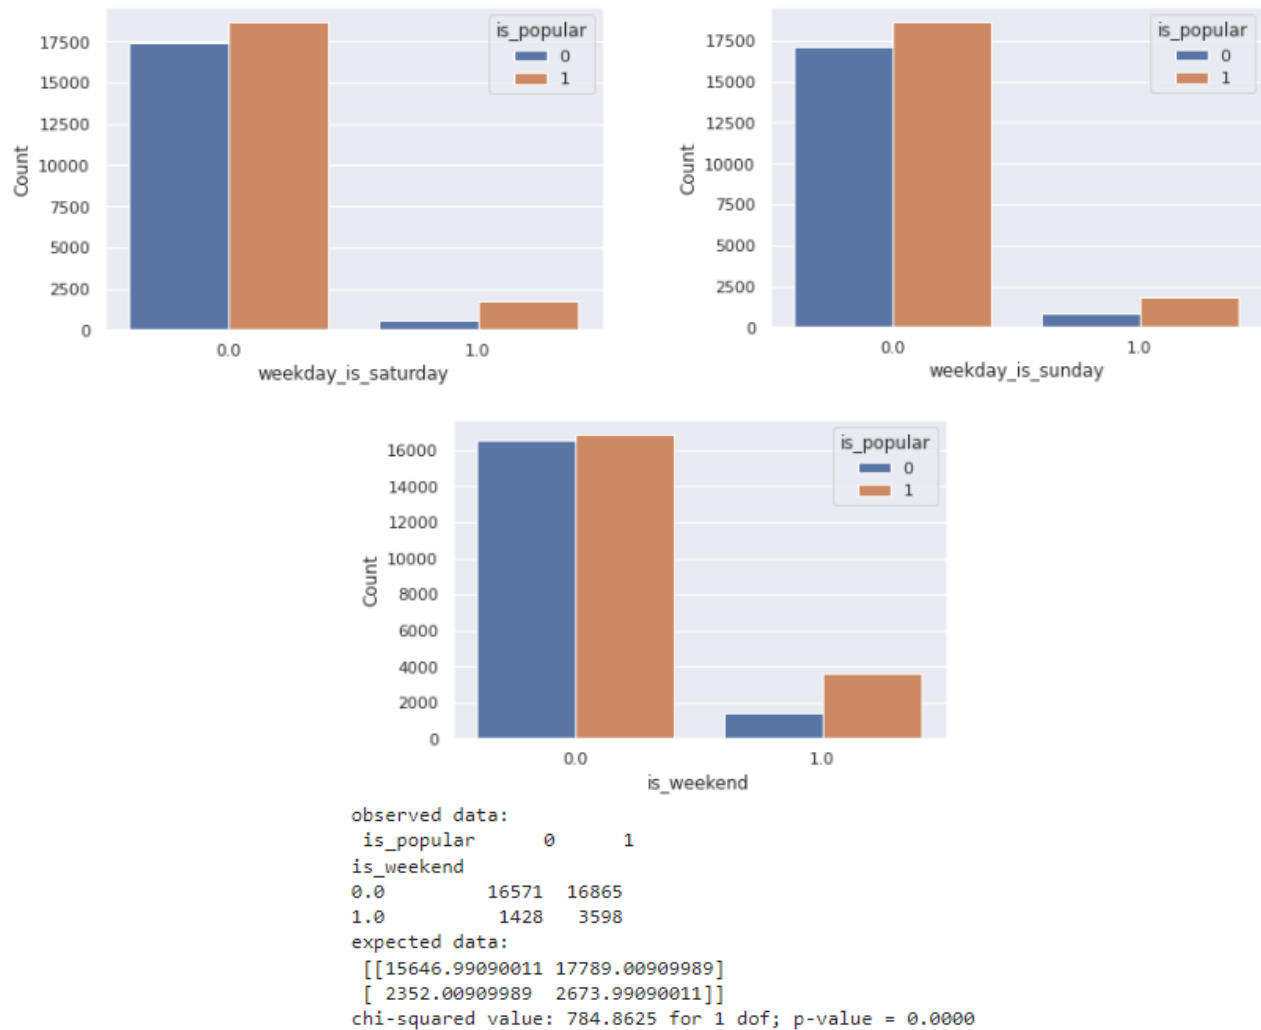 is_popular
0
1
17500
15000
12500
10000
7500
5000
2500
0
Count
0.0 1.0
weekday_is_saturday
is_popular
0
1
17500
15000
12500
10000
7500
5000
2500
0
Count
0.0 1.0
weekday_is_sunday
is_popular
0
1
16000
14000
12000
10000
8000
6000
4000
2000
0
Count
0.0 1.0
is_weekend
observed data:
is_popular 0 1
is_weekend
0.0 16571 16865
1.0 1428 3598
expected data:
[[15646.99090011 17789.00909989]
[ 2352.00909989 2673.99090011]]
chi-squared value: 784.8625 for 1 dof; p-value = 0.0000